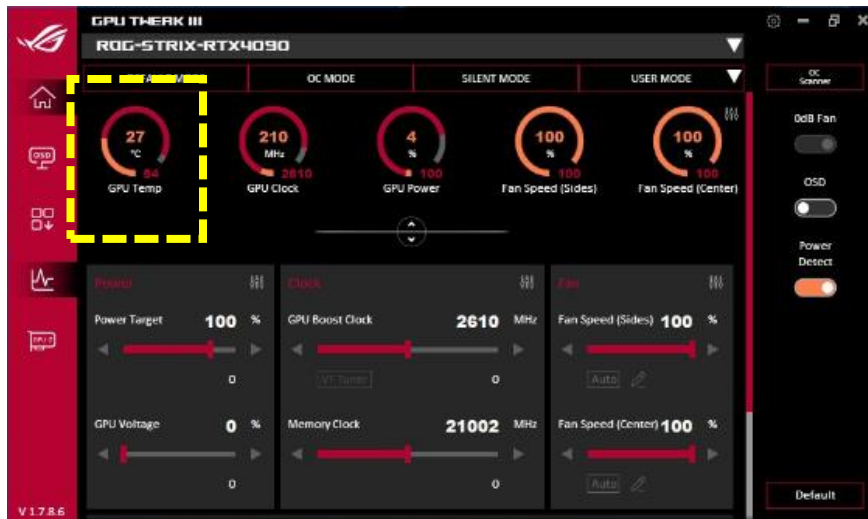 GPU TWEAK III
ROG-STRIX-RTX4090
OC MODE
SILENT MODE
USER MODE
OC
Scanner
27
°C
84
GPU Temp
210
MHz
2610
GPU Clock
4
%
100
GPU Power
100
%
100
Fan Speed (Sides)
100
%
100
Fan Speed (Center)
0dB Fan
OSD
Power
Detect
OSD
Power
Power Target 100 %
0
GPU Voltage 0 %
0
Clock
GPU Boost Clock 2610 MHz
VF Tuner 0
Memory Clock 21002 MHz
0
Fan
Fan Speed (Sides) 100 %
Auto
Fan Speed (Center) 100 %
Auto
Default
V 1.7.8.6